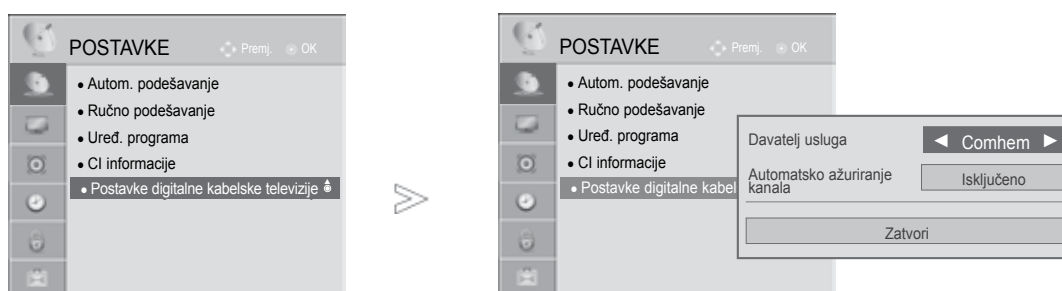 POSTAVKE
Premj. OK
• Autom. podešavanje
• Ručno podešavanje
• Uređ. programa
• CI informacije
• Postavke digitalne kabelske televizije
POSTAVKE
Premj. OK
• Autom. podešavanje
• Ručno podešavanje
• Uređ. programa
• CI informacije
• Postavke digitalne kabel
Davatelj usluga
◄ Comhem ►
Automatsko ažuriranje
kanala
Isključeno
Zatvori